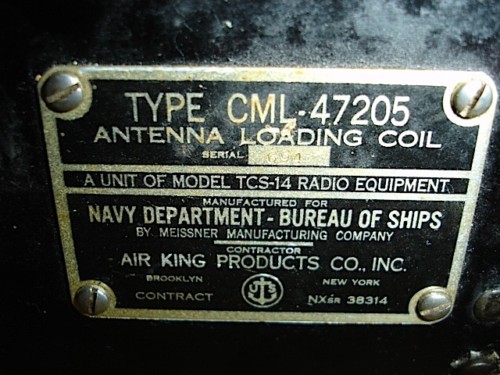 TYPE CML-47205
ANTENNA LOADING COIL
SERIAL
A UNIT OF MODEL TCS-14 RADIO EQUIPMENT
MANUFACTURED FOR
NAVY DEPARTMENT - BUREAU OF SHIPS
BY MEISSNER MANUFACTURING COMPANY
CONTRACTOR
AIR KING PRODUCTS CO., INC.
BROOKLYN NEW YORK
CONTRACT NXsr 38314